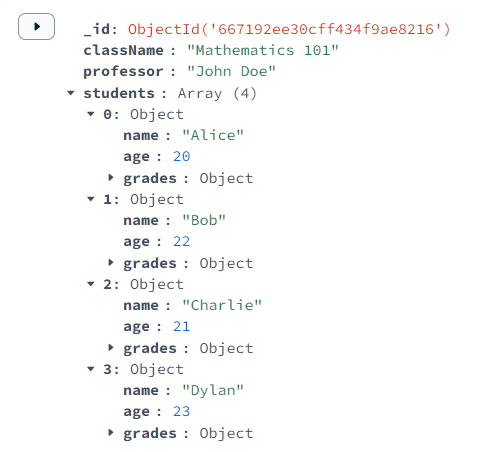 _id: ObjectId('667192ee30cff434f9ae8216')
className : "Mathematics 101"
professor : "John Doe"
students : Array (4)
0: Object
name : "Alice"
age : 20
grades : Object
1: Object
name : "Bob"
age : 22
grades : Object
2: Object
name : "Charlie"
age : 21
grades : Object
3: Object
name : "Dylan"
age : 23
grades : Object